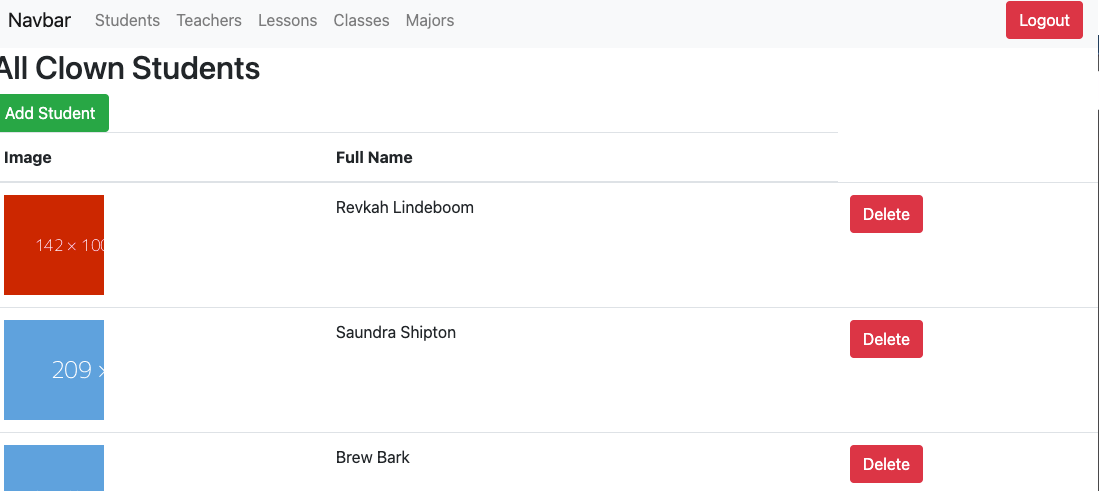 Navbar Students Teachers Lessons Classes Majors Logout
All Clown Students
Add Student
Image Full Name
142 × 100 Revkah Lindeboom Delete
209 × Saundra Shipton Delete
Brew Bark Delete